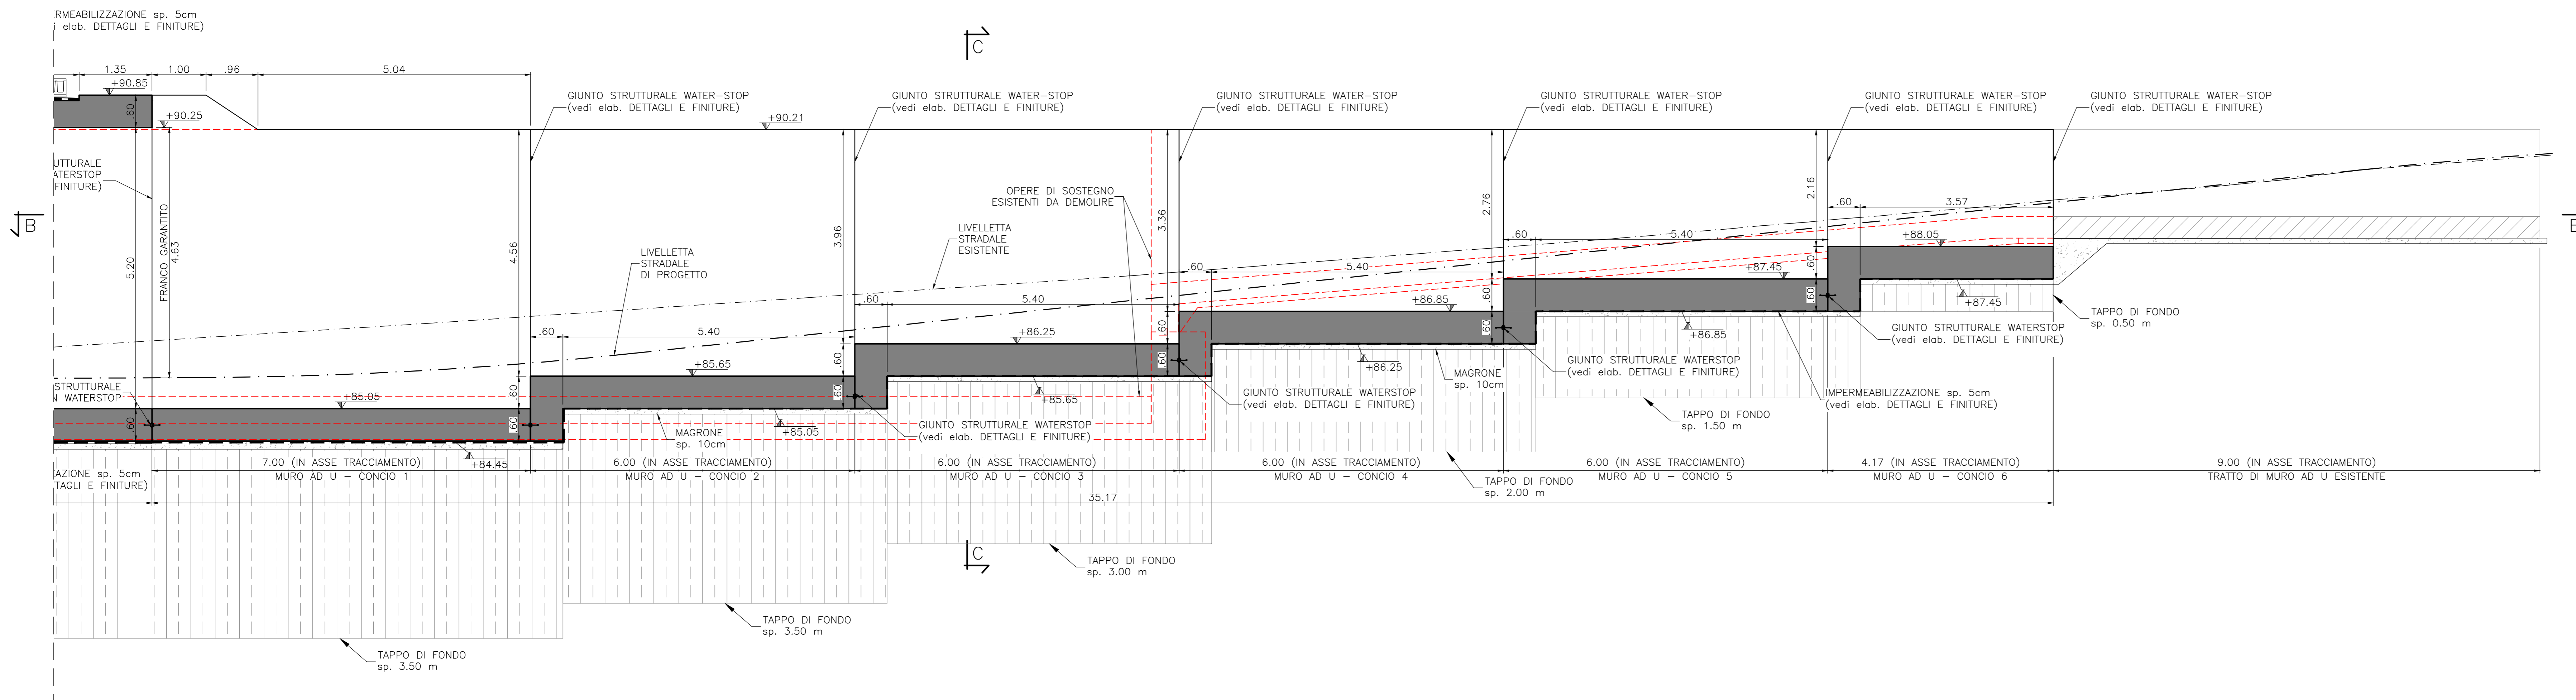 RMEABILIZZAZIONE sp. 5cm
i elab. DETTAGLI E FINITURE)
C
1.35
1.00
.96
5.04
+90.85
.60
+90.25
+90.21
GIUNTO STRUTTURALE WATER-STOP
(vedi elab. DETTAGLI E FINITURE)
GIUNTO STRUTTURALE WATER-STOP
(vedi elab. DETTAGLI E FINITURE)
GIUNTO STRUTTURALE WATER-STOP
(vedi elab. DETTAGLI E FINITURE)
GIUNTO STRUTTURALE WATER-STOP
(vedi elab. DETTAGLI E FINITURE)
GIUNTO STRUTTURALE WATER-STOP
(vedi elab. DETTAGLI E FINITURE)
GIUNTO STRUTTURALE WATER-STOP
(vedi elab. DETTAGLI E FINITURE)
UTTURALE
ATERSTOP
FINITURE)
B
B
5.20
FRANCO GARANTITO
4.63
4.56
3.96
3.36
2.76
2.16
OPERE DI SOSTEGNO
ESISTENTI DA DEMOLIRE
LIVELLETTA
STRADALE
ESISTENTE
LIVELLETTA
STRADALE
DI PROGETTO
.60
3.57
+88.05
.60
5.40
+87.45
.60
5.40
+86.85
.60
5.40
+86.25
.60
5.40
+85.65
+85.05
.60
.60
.60
.60
.60
.60
.60
.60
.60
.60
.60
+87.45
+86.85
+86.25
+85.65
+85.05
+84.45
TAPPO DI FONDO
sp. 0.50 m
GIUNTO STRUTTURALE WATERSTOP
(vedi elab. DETTAGLI E FINITURE)
GIUNTO STRUTTURALE WATERSTOP
(vedi elab. DETTAGLI E FINITURE)
GIUNTO STRUTTURALE WATERSTOP
(vedi elab. DETTAGLI E FINITURE)
GIUNTO STRUTTURALE WATERSTOP
(vedi elab. DETTAGLI E FINITURE)
STRUTTURALE
N WATERSTOP
MAGRONE
sp. 10cm
MAGRONE
sp. 10cm
IMPERMEABILIZZAZIONE sp. 5cm
(vedi elab. DETTAGLI E FINITURE)
TAPPO DI FONDO
sp. 1.50 m
AZIONE sp. 5cm
TAGLI E FINITURE)
7.00 (IN ASSE TRACCIAMENTO)
MURO AD U - CONCIO 1
6.00 (IN ASSE TRACCIAMENTO)
MURO AD U - CONCIO 2
6.00 (IN ASSE TRACCIAMENTO)
MURO AD U - CONCIO 3
6.00 (IN ASSE TRACCIAMENTO)
MURO AD U - CONCIO 4
6.00 (IN ASSE TRACCIAMENTO)
MURO AD U - CONCIO 5
4.17 (IN ASSE TRACCIAMENTO)
MURO AD U - CONCIO 6
9.00 (IN ASSE TRACCIAMENTO)
TRATTO DI MURO AD U ESISTENTE
35.17
TAPPO DI FONDO
sp. 2.00 m
C
TAPPO DI FONDO
sp. 3.00 m
TAPPO DI FONDO
sp. 3.50 m
TAPPO DI FONDO
sp. 3.50 m